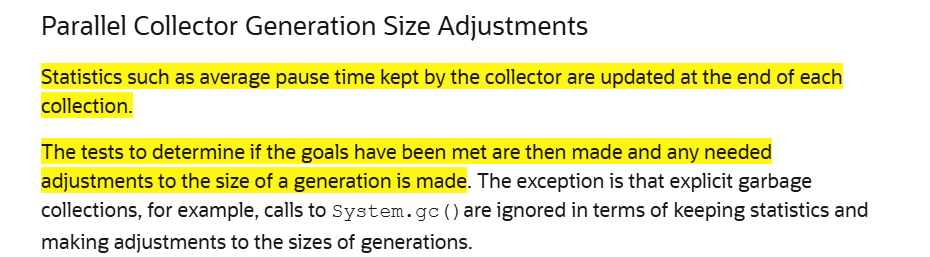 Parallel Collector Generation Size Adjustments
Statistics such as average pause time kept by the collector are updated at the end of each
collection.
The tests to determine if the goals have been met are then made and any needed
adjustments to the size of a generation is made. The exception is that explicit garbage
collections, for example, calls to System.gc() are ignored in terms of keeping statistics and
making adjustments to the sizes of generations.